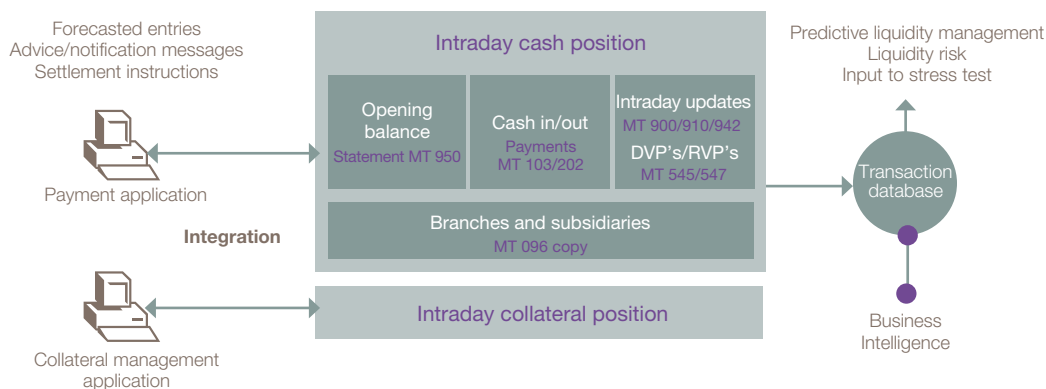 Forecasted entries
Advice/notification messages
Settlement instructions
Payment application
Integration
Collateral management
application
Intraday cash position
Opening
balance
Statement MT 950
Cash in/out
Payments
MT 103/202
Intraday updates
MT 900/910/942
DVP's/RVP's
MT 545/547
Branches and subsidiaries
MT 096 copy
Intraday collateral position
Predictive liquidity management
Liquidity risk
Input to stress test
Transaction
database
Business
Intelligence